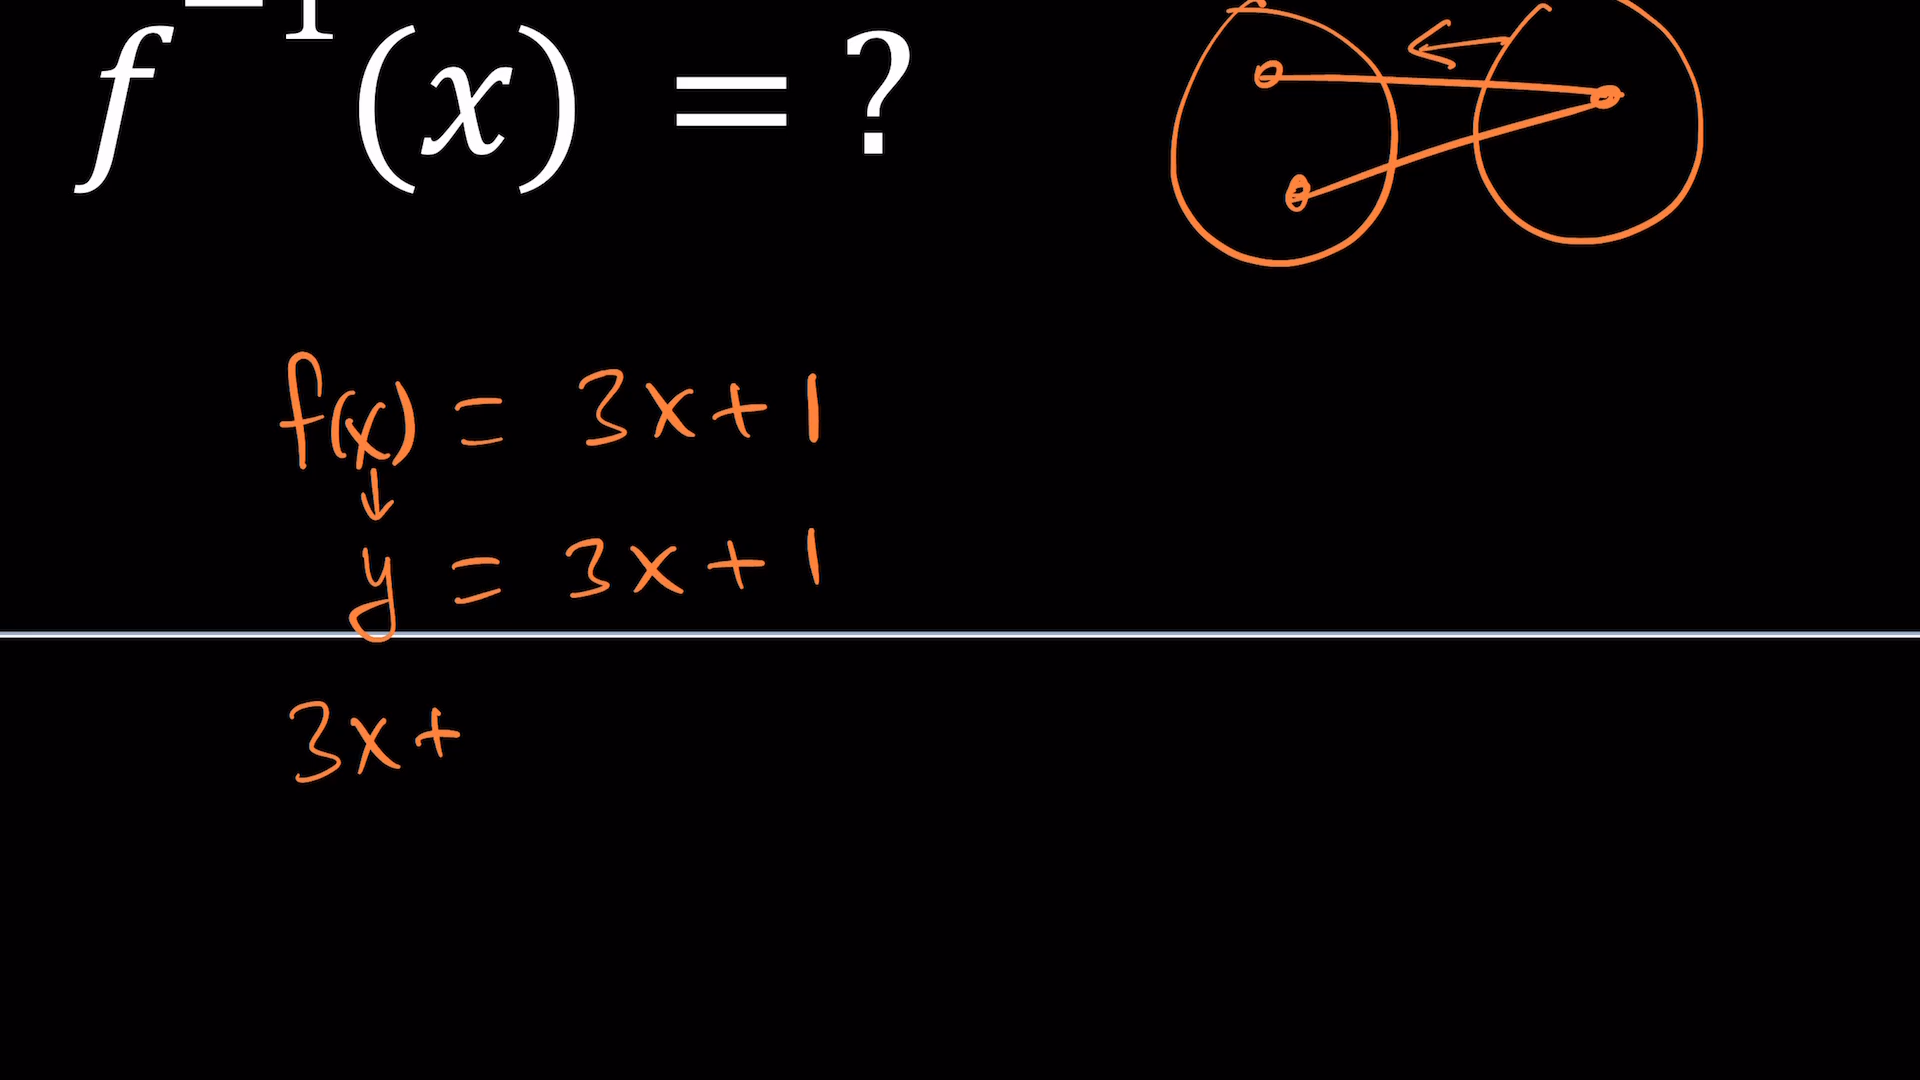 f⁻¹(x) = ?
f(x) = 3x + 1
y = 3x + 1
3x +